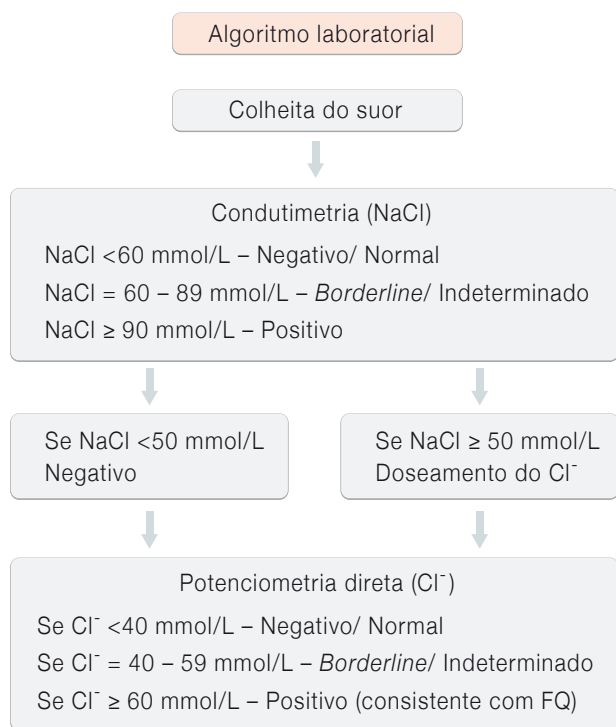 Algoritmo laboratorial
Colheita do suor
Condutimetria (NaCl)
NaCl <60 mmol/L – Negativo/ Normal
NaCl = 60 – 89 mmol/L – Borderline/ Indeterminado
NaCl ≥ 90 mmol/L – Positivo
Se NaCl <50 mmol/L
Negativo
Se NaCl ≥ 50 mmol/L
Doseamento do Cl⁻
Potenciometria direta (Cl⁻)
Se Cl⁻ <40 mmol/L – Negativo/ Normal
Se Cl⁻ = 40 – 59 mmol/L – Borderline/ Indeterminado
Se Cl⁻ ≥ 60 mmol/L – Positivo (consistente com FQ)